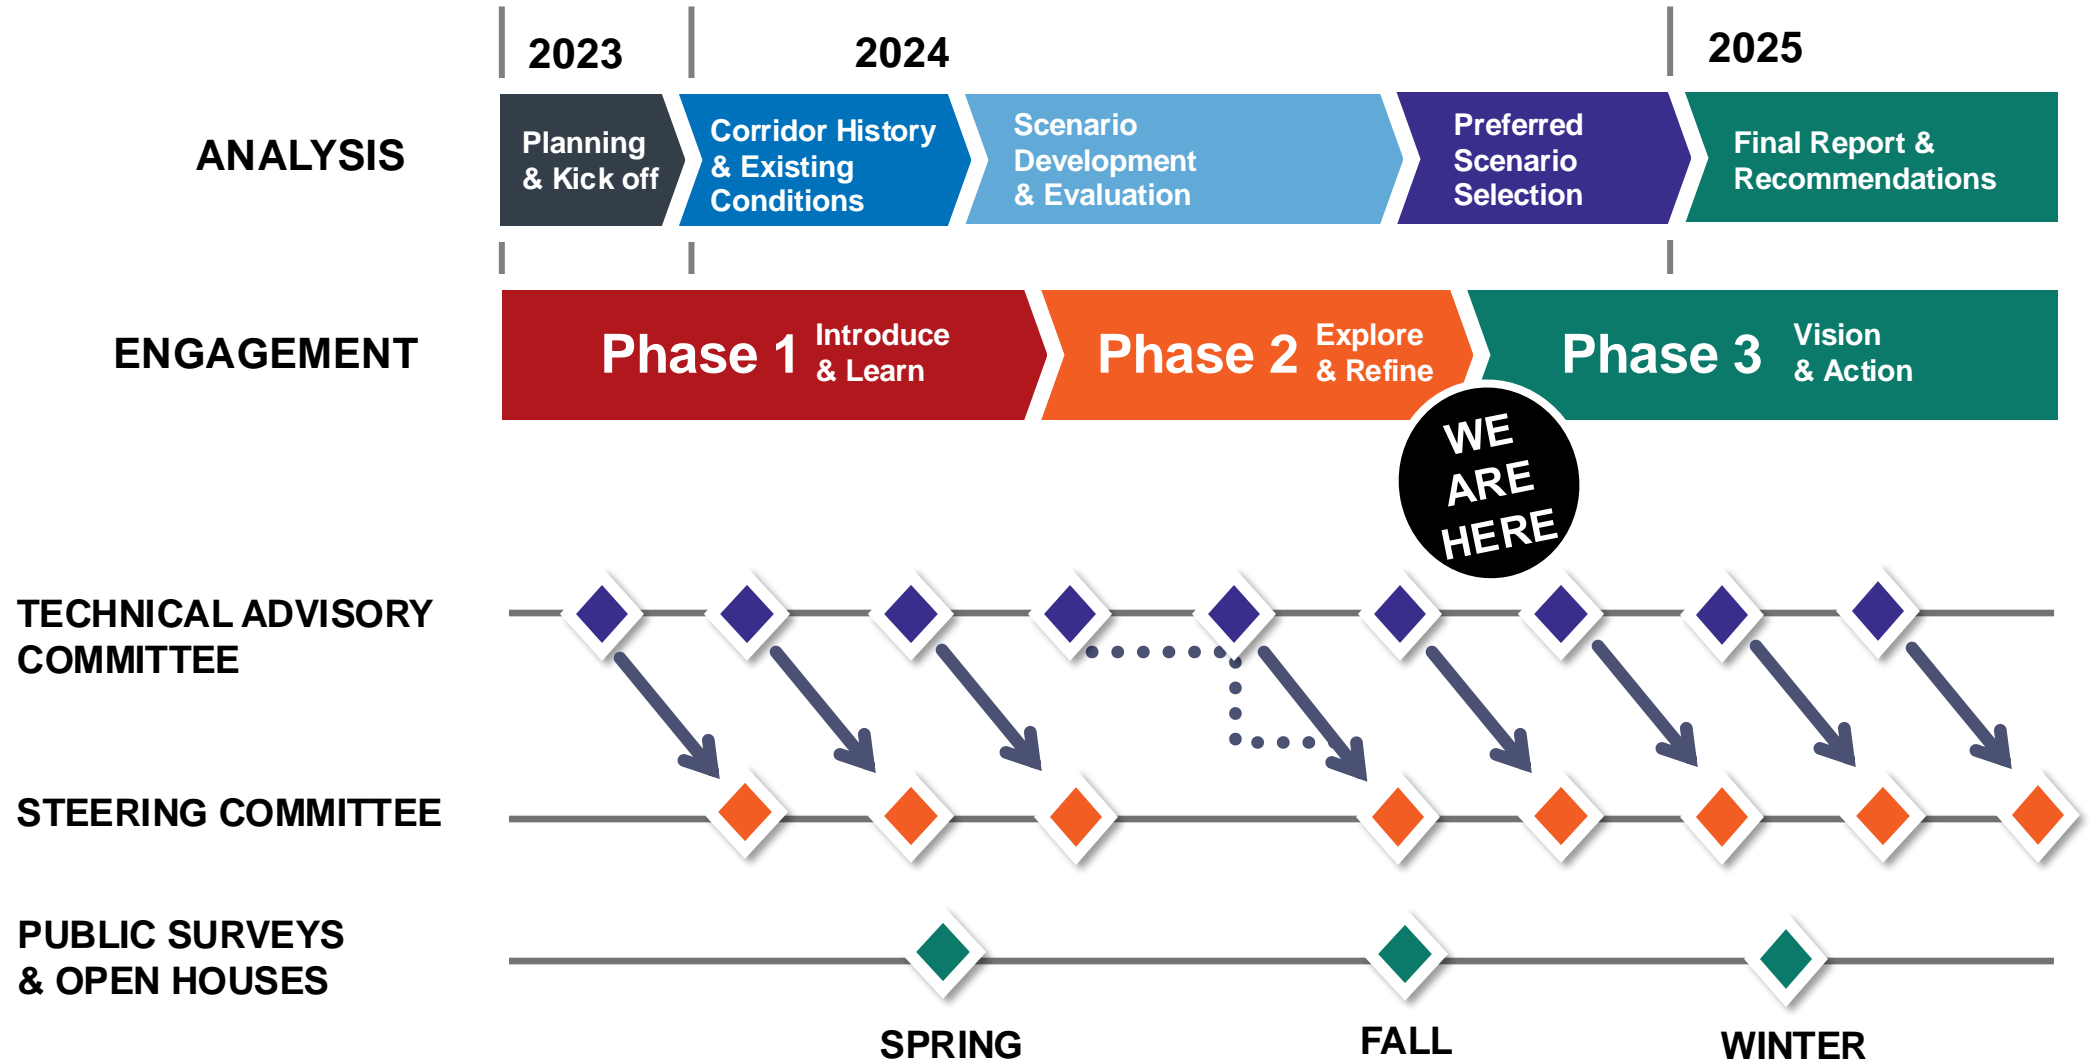 2023
2024
2025
ANALYSIS
Planning
& Kick off
Corridor History
& Existing
Conditions
Scenario
Development
& Evaluation
Preferred
Scenario
Selection
Final Report &
Recommendations
ENGAGEMENT
Phase 1
Introduce
& Learn
Phase 2
Explore
& Refine
Phase 3
Vision
& Action
WE
ARE
HERE
TECHNICAL ADVISORY
COMMITTEE
STEERING COMMITTEE
PUBLIC SURVEYS
& OPEN HOUSES
SPRING
FALL
WINTER